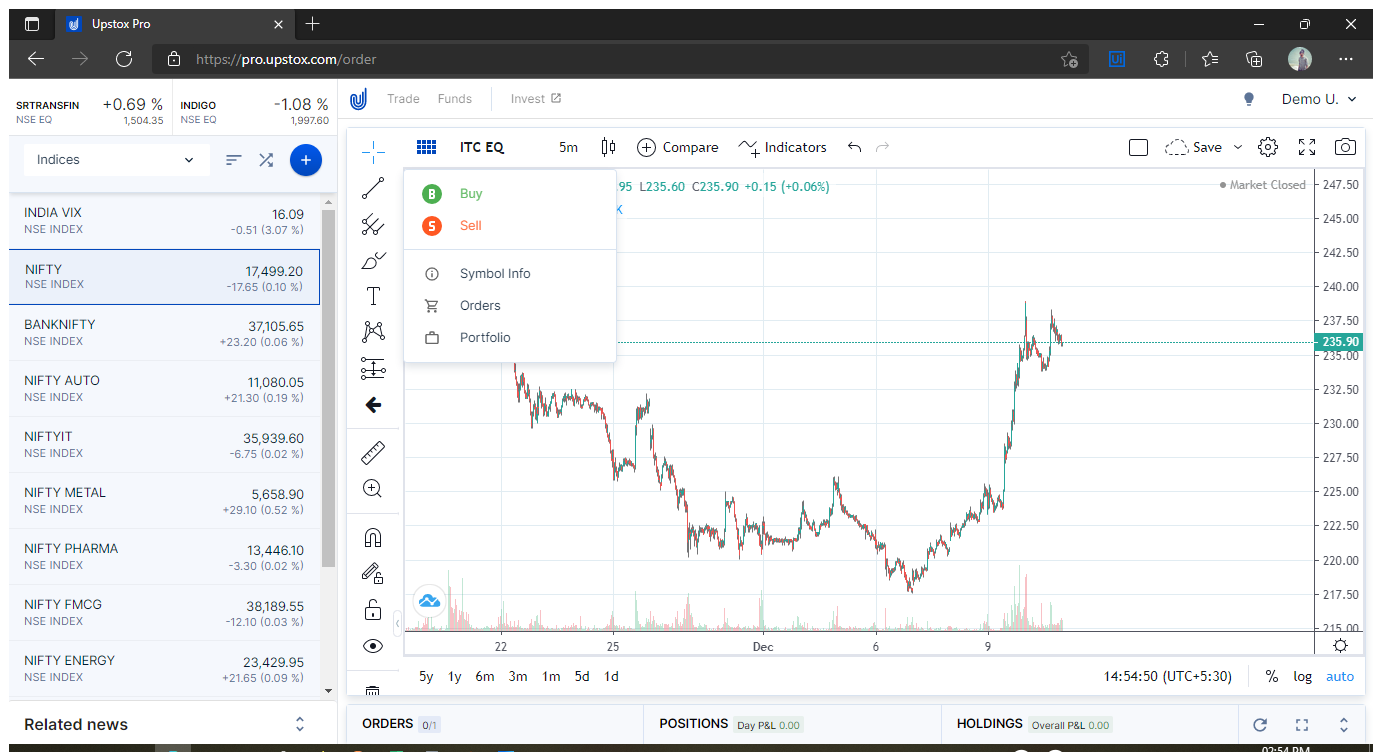 Upstox Pro
https://pro.upstox.com/order
SRTRANSFIN +0.69 %
NSE EQ 1,504.35
INDIGO -1.08 %
NSE EQ 1,997.60
Trade Funds Invest
Demo U.
Indices
INDIA VIX 16.09
NSE INDEX -0.51 (3.07 %)
NIFTY 17,499.20
NSE INDEX -17.65 (0.10 %)
BANKNIFTY 37,105.65
NSE INDEX +23.20 (0.06 %)
NIFTY AUTO 11,080.05
NSE INDEX +21.30 (0.19 %)
NIFTYIT 35,939.60
NSE INDEX -6.75 (0.02 %)
NIFTY METAL 5,658.90
NSE INDEX +29.10 (0.52 %)
NIFTY PHARMA 13,446.10
NSE INDEX -3.30 (0.02 %)
NIFTY FMCG 38,189.55
NSE INDEX -12.10 (0.03 %)
NIFTY ENERGY 23,429.95
NSE INDEX +21.65 (0.09 %)
Related news
ITC EQ 5m Compare Indicators Save
.95 L235.60 C235.90 +0.15 (+0.06%)
Market Closed
B Buy
S Sell
Symbol Info
Orders
Portfolio
247.50
245.00
242.50
240.00
237.50
235.90
235.00
232.50
230.00
227.50
225.00
222.50
220.00
217.50
215.00
22 25 Dec 6 9
5y 1y 6m 3m 1m 5d 1d
14:54:50 (UTC+5:30) % log auto
ORDERS 0/1
POSITIONS Day P&L 0.00
HOLDINGS Overall P&L 0.00
02:54 PM